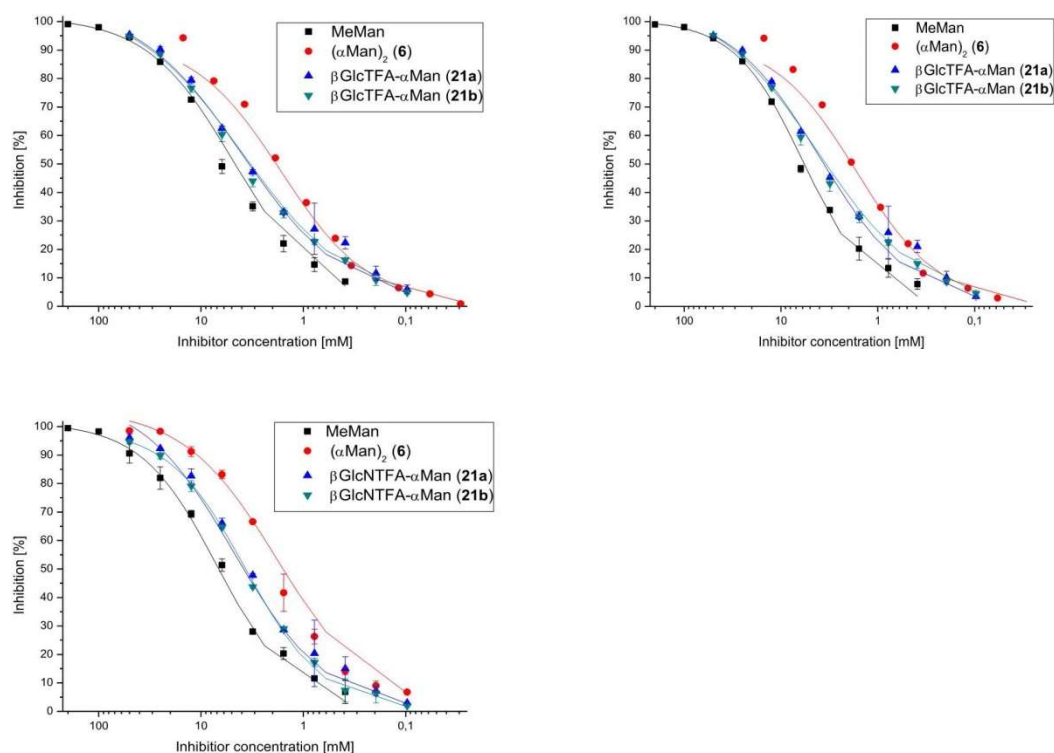 100
90
80
70
60
50
40
30
20
10
0
Inhibition [%]
MeMan
(αMan)2 (6)
βGlcTFA-αMan (21a)
βGlcTFA-αMan (21b)
100 10 1 0,1
Inhibitor concentration [mM]
100
90
80
70
60
50
40
30
20
10
0
Inhibition [%]
MeMan
(αMan)2 (6)
βGlcTFA-αMan (21a)
βGlcTFA-αMan (21b)
100 10 1 0,1
Inhibitor concentration [mM]
100
90
80
70
60
50
40
30
20
10
0
Inhibition [%]
MeMan
(αMan)2 (6)
βGlcNTFA-αMan (21a)
βGlcNTFA-αMan (21b)
100 10 1 0,1
Inhibitior concentration [mM]